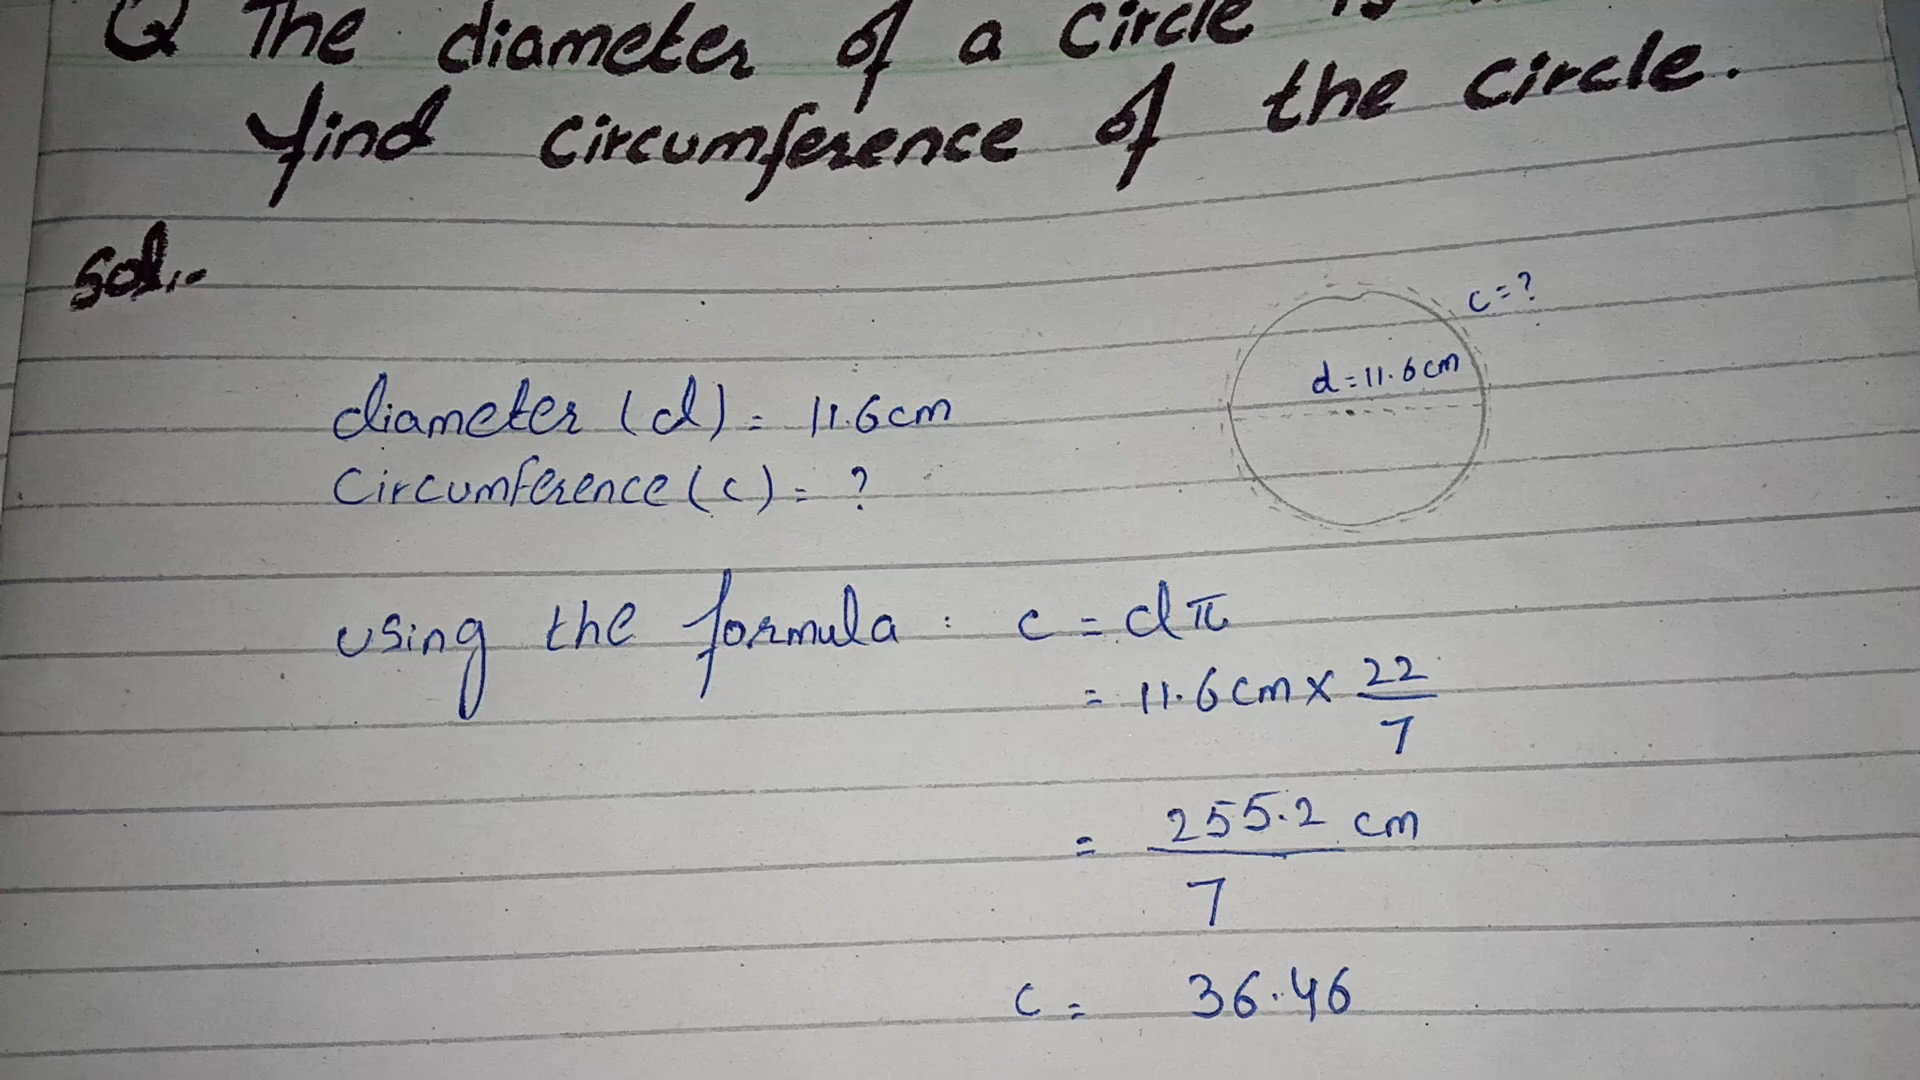 Q The diameter of a circle is
find circumference of the circle.
Sol:-
c=?
d=11.6cm
diameter (d) = 11.6cm
Circumference (c) = ?
using the formula : c = dπ
= 11.6cm × 22/7
= 255.2 cm/7
c = 36.46